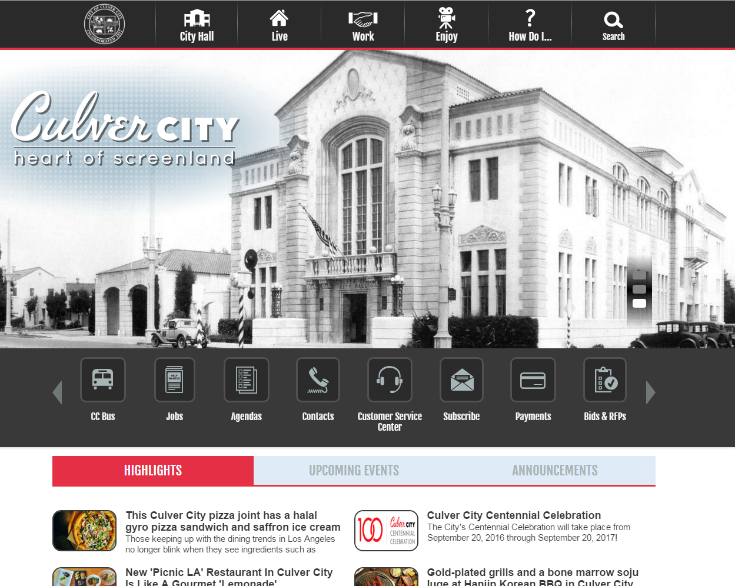 City Hall
Live
Work
Enjoy
How Do I...
Search
Culver CITY
heart of screenland
CC Bus
Jobs
Agendas
Contacts
Customer Service
Center
Subscribe
Payments
Bids & RFPs
HIGHLIGHTS
UPCOMING EVENTS
ANNOUNCEMENTS
This Culver City pizza joint has a halal
gyro pizza sandwich and saffron ice cream
Those keeping up with the dining trends in Los Angeles
no longer blink when they see ingredients such as
100
Culver CITY
CENTENNIAL
CELEBRATION
Culver City Centennial Celebration
The City's Centennial Celebration will take place from
September 20, 2016 through September 20, 2017!
New 'Picnic LA' Restaurant In Culver City
Is Like A Gourmet 'Lemonade'
Gold-plated grills and a bone marrow soju
luge at Hanjip Korean BBQ in Culver City